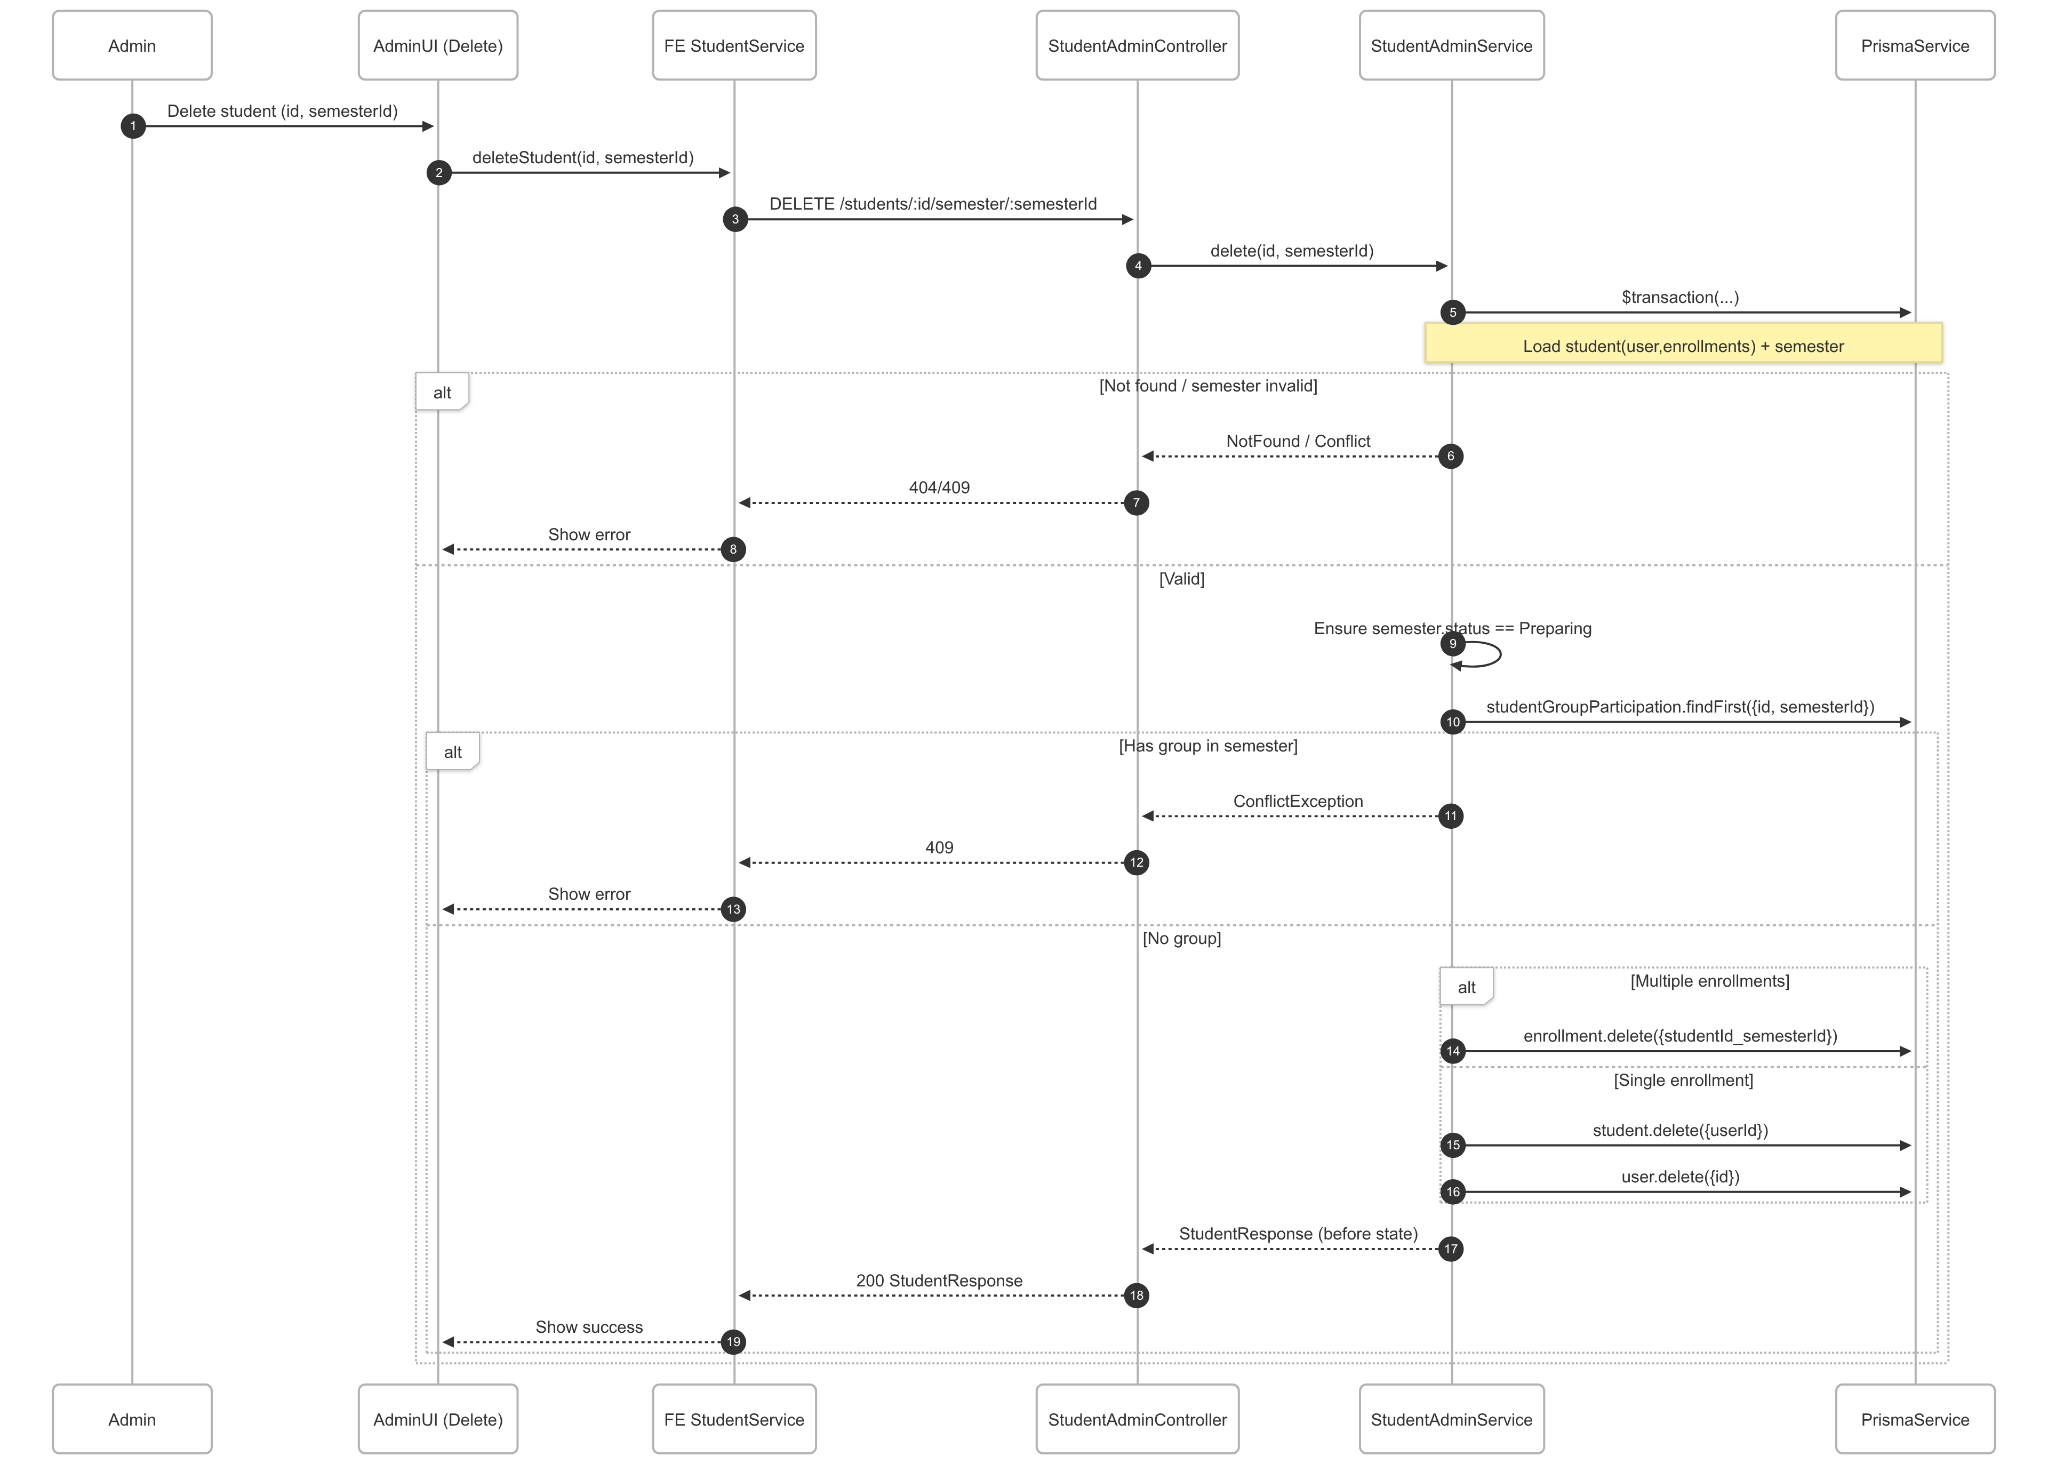 Admin
AdminUI (Delete)
FE StudentService
StudentAdminController
StudentAdminService
PrismaService
Delete student (id, semesterId)
1
deleteStudent(id, semesterId)
2
DELETE /students/:id/semester/:semesterId
3
delete(id, semesterId)
4
$transaction(...)
5
Load student(user,enrollments) + semester
alt
[Not found / semester invalid]
NotFound / Conflict
6
404/409
7
Show error
8
[Valid]
Ensure semester.status == Preparing
9
studentGroupParticipation.findFirst({id, semesterId})
10
alt
[Has group in semester]
ConflictException
11
409
12
Show error
13
[No group]
alt
[Multiple enrollments]
enrollment.delete({studentId_semesterId})
14
[Single enrollment]
student.delete({userId})
15
user.delete({id})
16
StudentResponse (before state)
17
200 StudentResponse
18
Show success
19
Admin
AdminUI (Delete)
FE StudentService
StudentAdminController
StudentAdminService
PrismaService